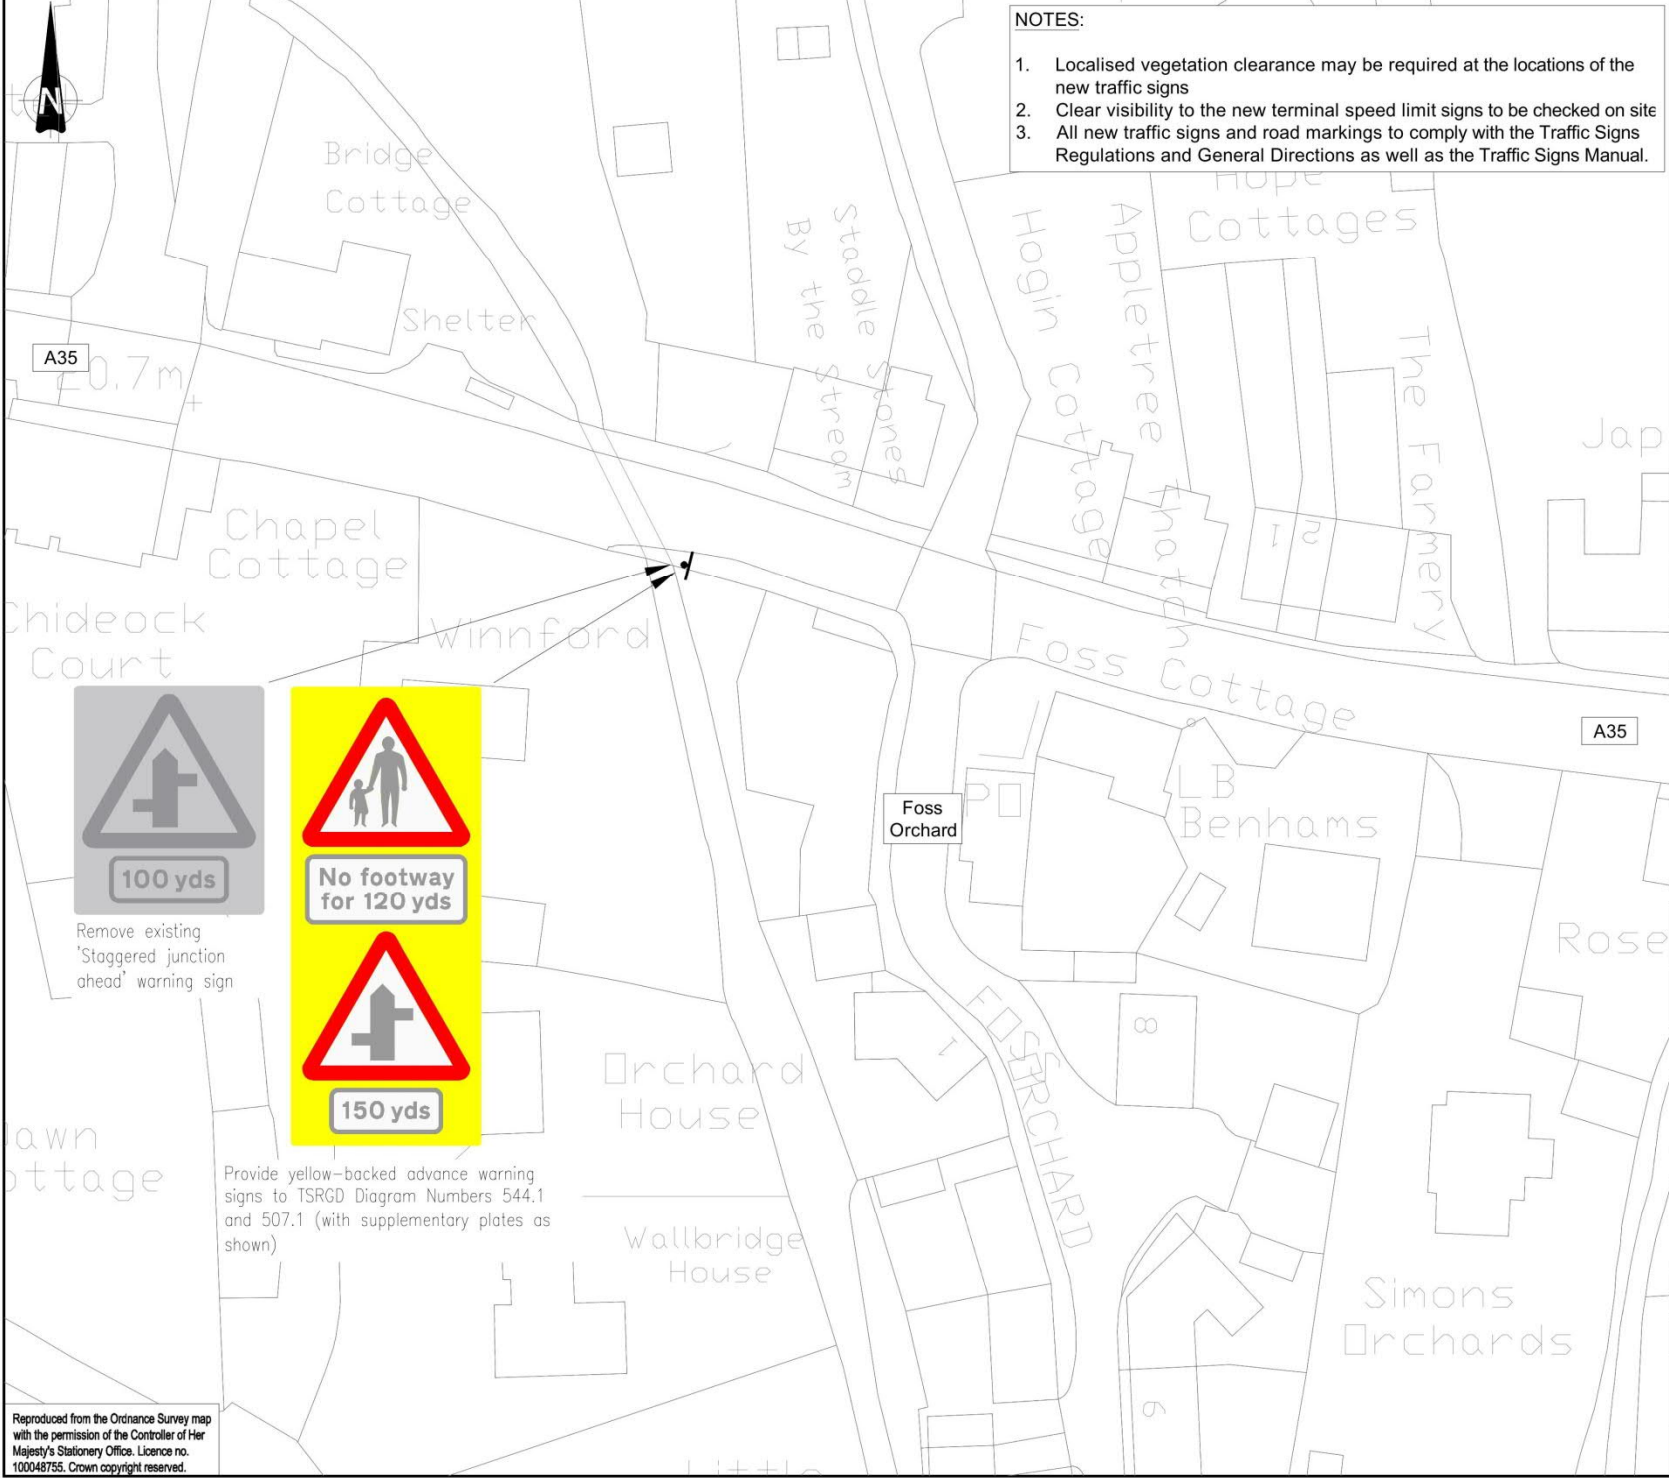 NOTES:
1. Localised vegetation clearance may be required at the locations of the
new traffic signs
2. Clear visibility to the new terminal speed limit signs to be checked on site
3. All new traffic signs and road markings to comply with the Traffic Signs
Regulations and General Directions as well as the Traffic Signs Manual.
N
Bridge
Cottage
Shelter
A35
20.7m
Staddle Stones
By the Stream
Hogin Cottage
Appletree Thatch
Hope
Cottages
The Farmery
1
2
Jap
Chapel
Cottage
Chideock
Court
Winnford
Foss Cottage
A35
100 yds
Remove existing
'Staggered junction
ahead' warning sign
No footway
for 120 yds
150 yds
Provide yellow-backed advance warning
signs to TSRGD Diagram Numbers 544.1
and 507.1 (with supplementary plates as
shown)
Foss
Orchard
PO
LB
Benhams
Rose
8
1
FOSS ORCHARD
Orchard
House
Wallbridge
House
Simons
Orchards
6
Reproduced from the Ordnance Survey map
with the permission of the Controller of Her
Majesty's Stationery Office. Licence no.
100048755. Crown copyright reserved.